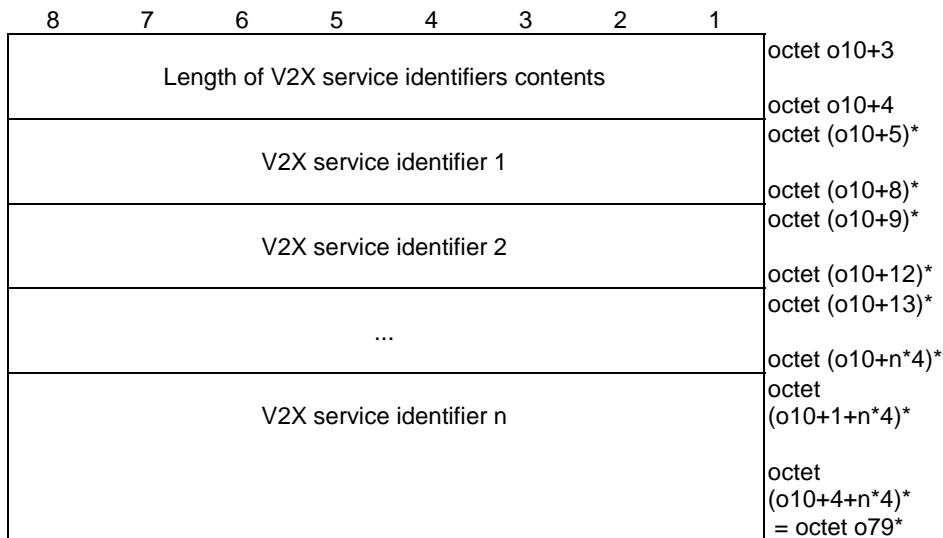 8 7 6 5 4 3 2 1
octet o10+3
Length of V2X service identifiers contents
octet o10+4
octet (o10+5)*
V2X service identifier 1
octet (o10+8)*
octet (o10+9)*
V2X service identifier 2
octet (o10+12)*
octet (o10+13)*
...
octet (o10+n*4)*
octet
V2X service identifier n
(o10+1+n*4)*
octet
(o10+4+n*4)*
= octet o79*